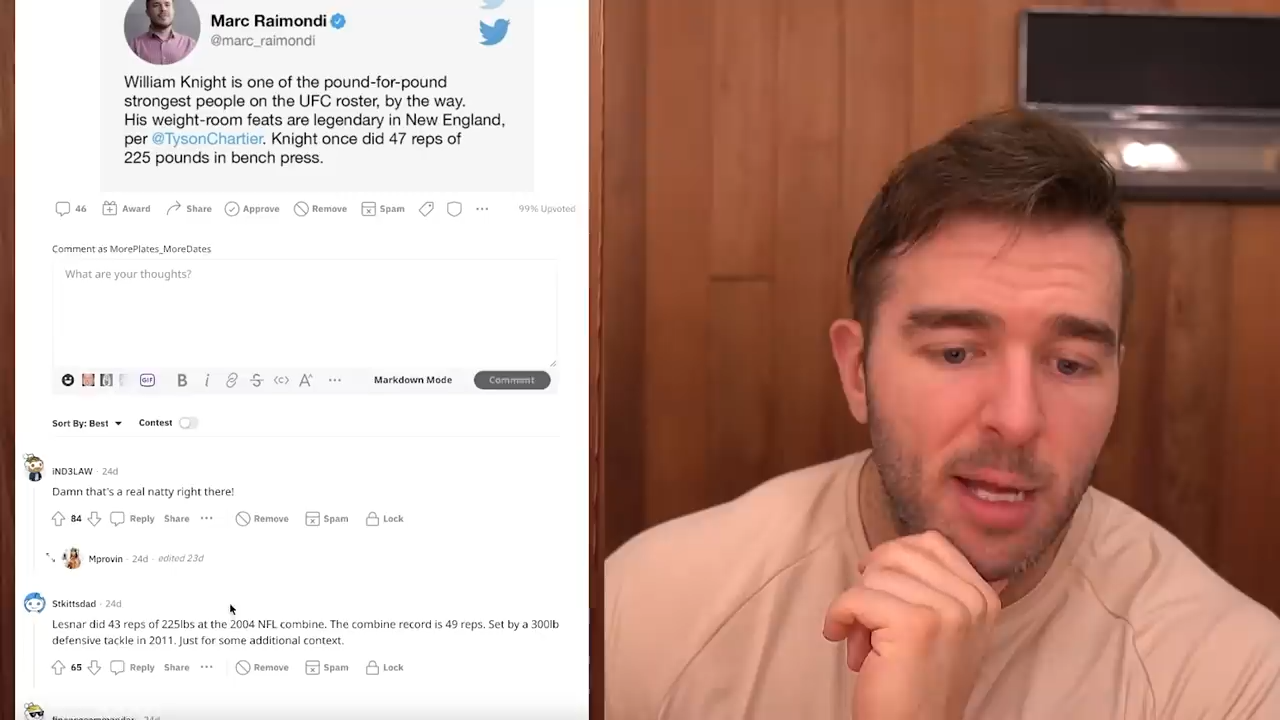 Marc Raimondi
@marc_raimondi
William Knight is one of the pound-for-pound
strongest people on the UFC roster, by the way.
His weight-room feats are legendary in New England,
per @TysonChartier. Knight once did 47 reps of
225 pounds in bench press.
46 Award Share Approve Remove Spam 99% Upvoted
Comment as MorePlates_MoreDates
What are your thoughts?
GIF B i A Markdown Mode Comment
Sort By: Best Contest
iND3LAW · 24d
Damn that's a real natty right there!
84 Reply Share Remove Spam Lock
Mprovin · 24d · edited 23d
Stkittsdad · 24d
Lesnar did 43 reps of 225lbs at the 2004 NFL combine. The combine record is 49 reps. Set by a 300lb
defensive tackle in 2011. Just for some additional context.
65 Reply Share Remove Spam Lock